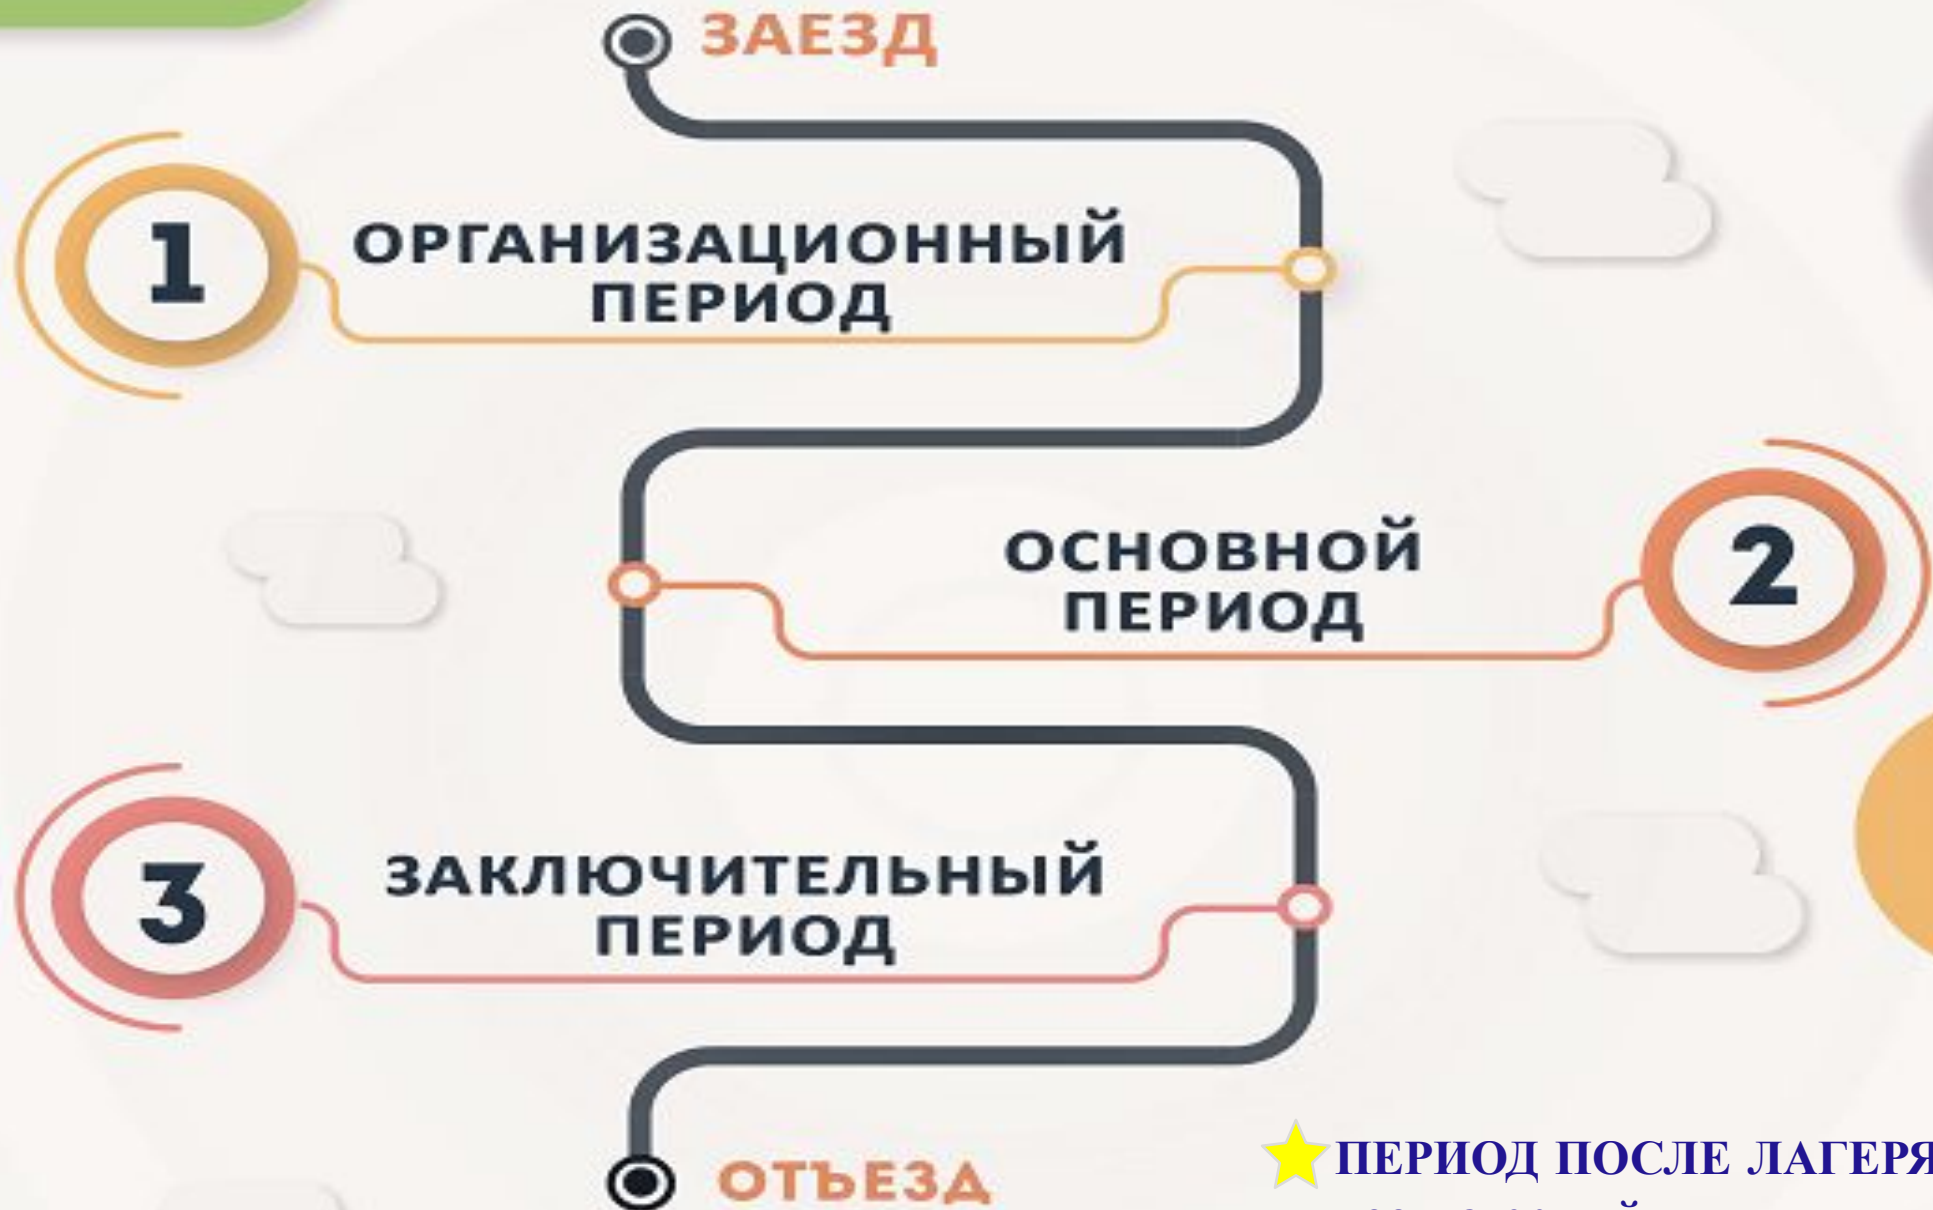 ЗАЕЗД
1
ОРГАНИЗАЦИОННЫЙ
ПЕРИОД
ОСНОВНОЙ
ПЕРИОД
2
3
ЗАКЛЮЧИТЕЛЬНЫЙ
ПЕРИОД
ОТЪЕЗД
ПЕРИОД ПОСЛЕ ЛАГЕРЯ